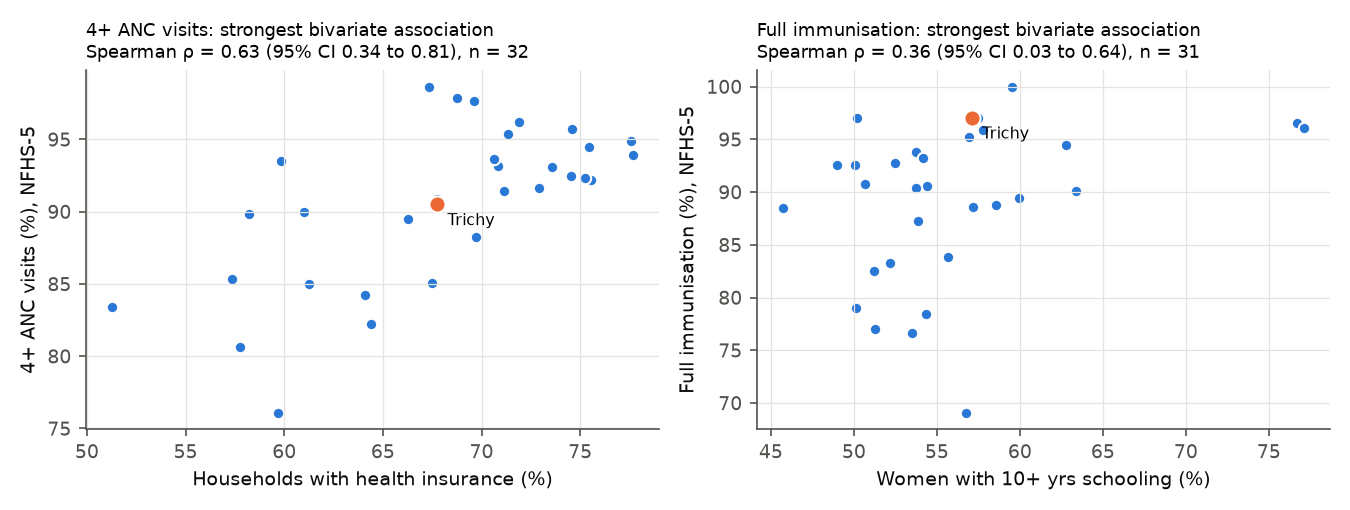 4+ ANC visits: strongest bivariate association
Spearman ρ = 0.63 (95% CI 0.34 to 0.81), n = 32
4+ ANC visits (%), NFHS-5
95
90
85
80
75
Trichy
50 55 60 65 70 75
Households with health insurance (%)
Full immunisation: strongest bivariate association
Spearman ρ = 0.36 (95% CI 0.03 to 0.64), n = 31
Full immunisation (%), NFHS-5
100
95
90
85
80
75
70
Trichy
45 50 55 60 65 70 75
Women with 10+ yrs schooling (%)